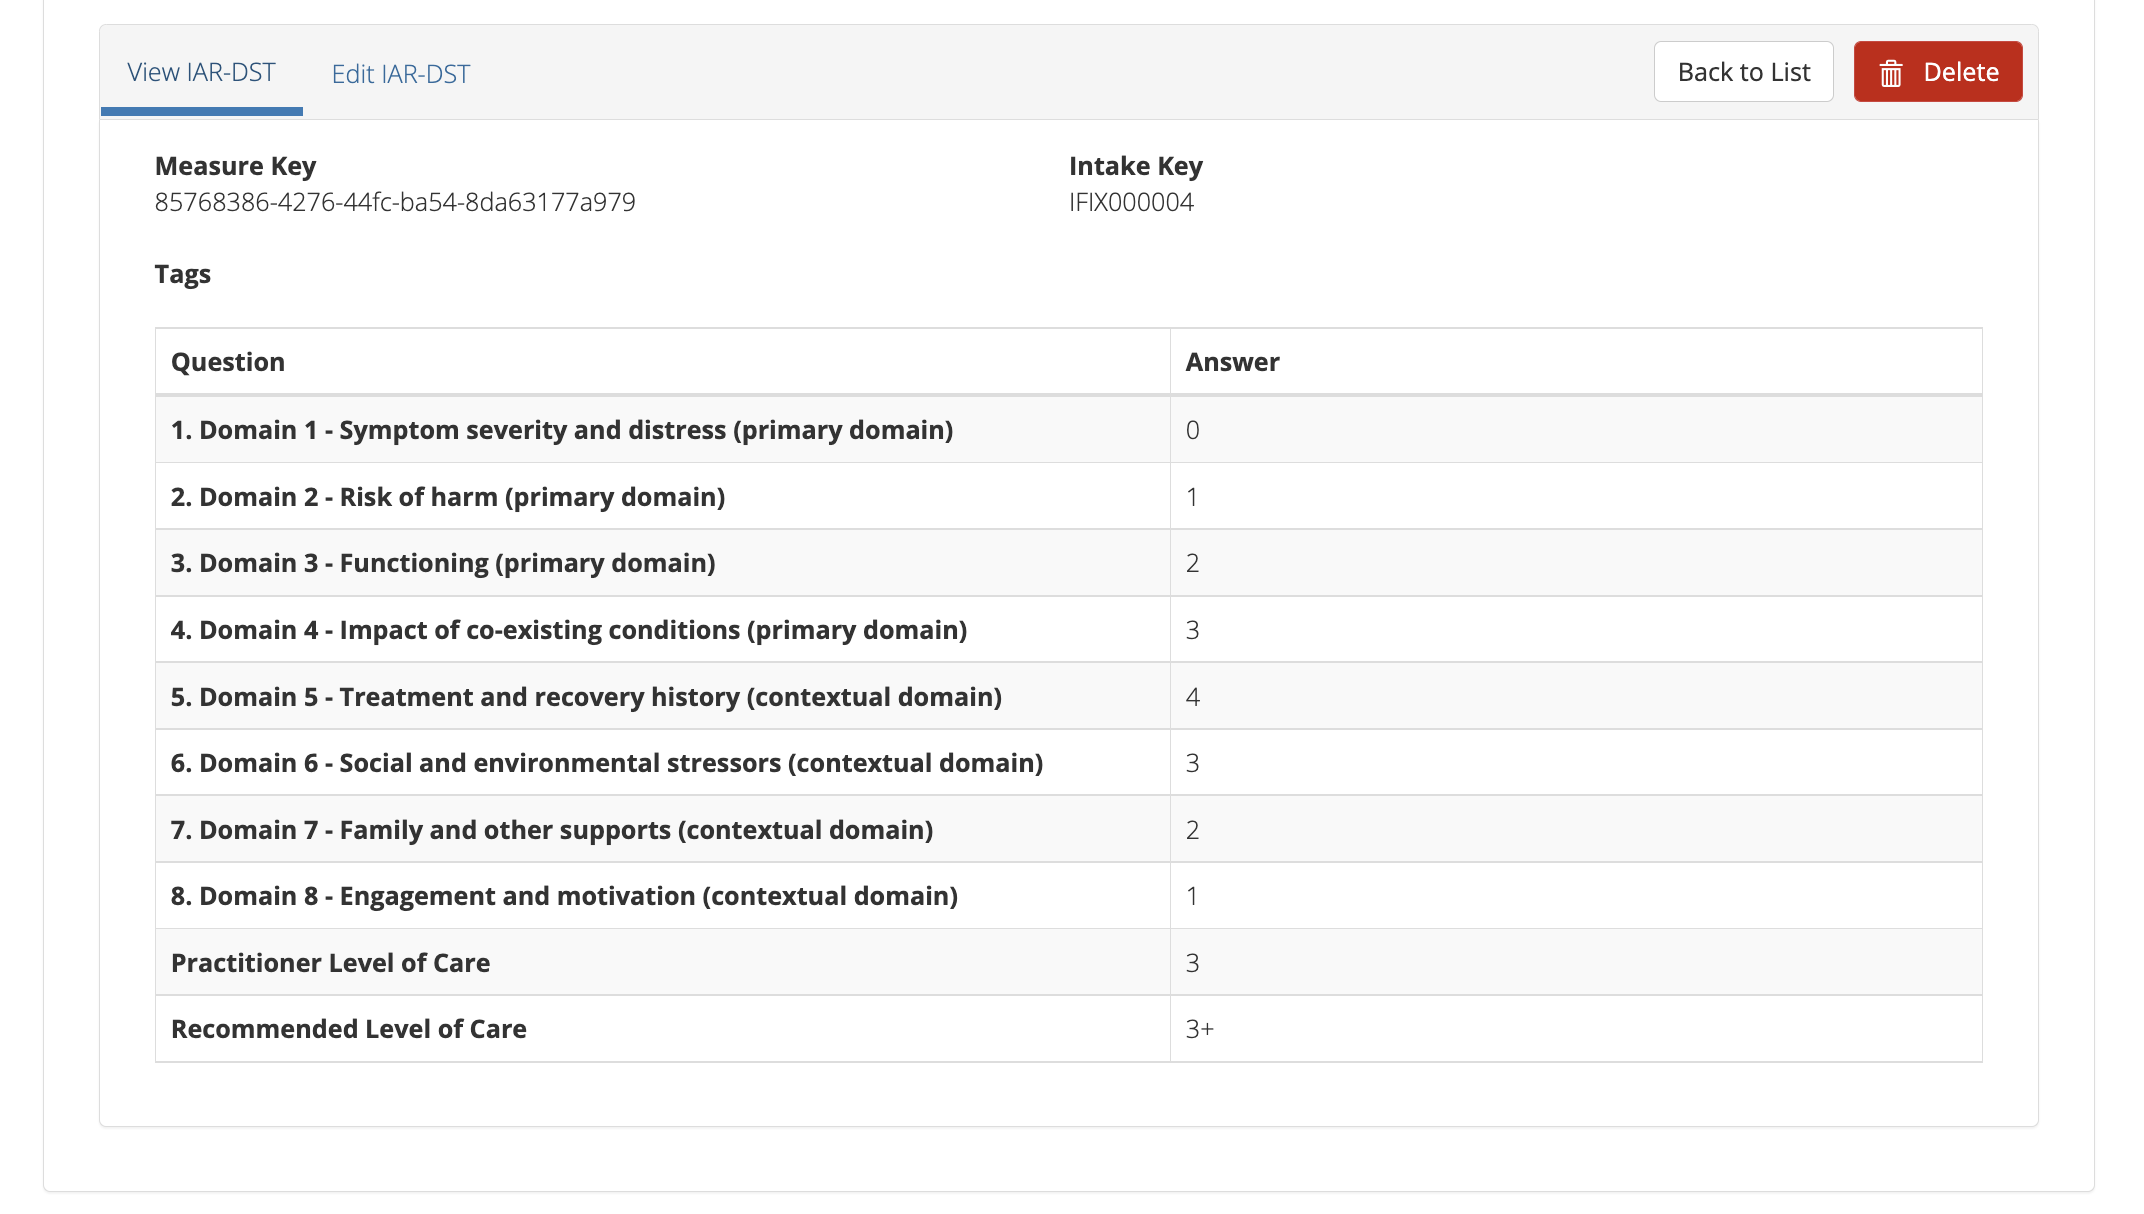 View IAR-DST Edit IAR-DST Back to List Delete
Measure Key Intake Key
85768386-4276-44fc-ba54-8da63177a979 IFIX000004
Tags
Question Answer
1. Domain 1 - Symptom severity and distress (primary domain) 0
2. Domain 2 - Risk of harm (primary domain) 1
3. Domain 3 - Functioning (primary domain) 2
4. Domain 4 - Impact of co-existing conditions (primary domain) 3
5. Domain 5 - Treatment and recovery history (contextual domain) 4
6. Domain 6 - Social and environmental stressors (contextual domain) 3
7. Domain 7 - Family and other supports (contextual domain) 2
8. Domain 8 - Engagement and motivation (contextual domain) 1
Practitioner Level of Care 3
Recommended Level of Care 3+